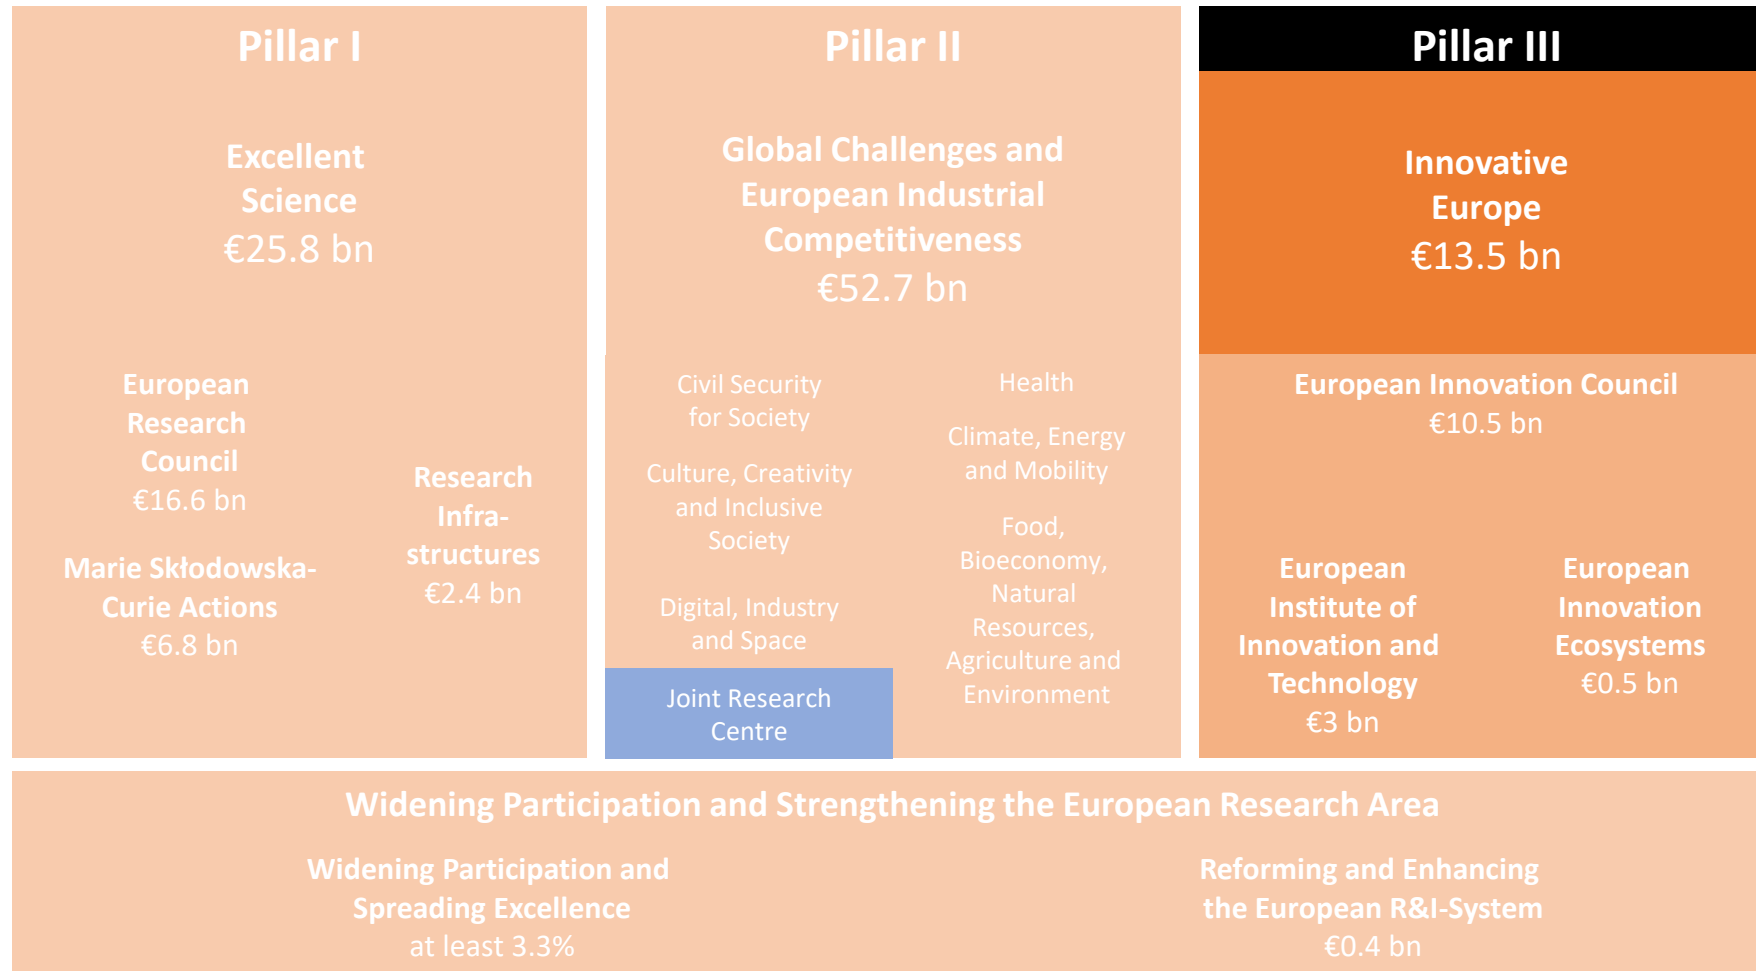 Pillar I
Excellent
Science
€25.8 bn
European
Research
Council
€16.6 bn
Marie Skłodowska-
Curie Actions
€6.8 bn
Research
Infra-
structures
€2.4 bn
Pillar II
Global Challenges and
European Industrial
Competitiveness
€52.7 bn
Civil Security
for Society
Culture, Creativity
and Inclusive
Society
Digital, Industry
and Space
Joint Research
Centre
Health
Climate, Energy
and Mobility
Food,
Bioeconomy,
Natural
Resources,
Agriculture and
Environment
Pillar III
Innovative
Europe
€13.5 bn
European Innovation Council
€10.5 bn
European
Institute of
Innovation and
Technology
€3 bn
European
Innovation
Ecosystems
€0.5 bn
Widening Participation and Strengthening the European Research Area
Widening Participation and
Spreading Excellence
at least 3.3%
Reforming and Enhancing
the European R&I-System
€0.4 bn